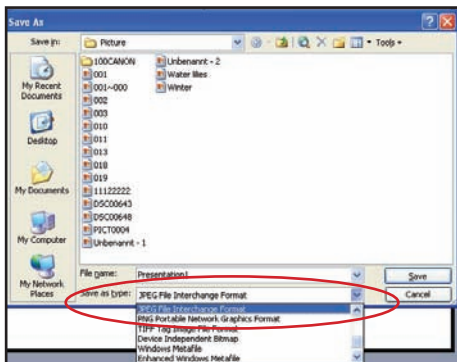 Save As
Save in:
Picture
Tools
My Recent
Documents
Desktop
My Documents
My Computer
My Network
Places
100CANON
001
001~000
002
003
010
011
013
018
019
11122222
DSC00643
DSC00648
PICT0004
Unbenannt - 1
Unbenannt - 2
Water lilies
Winter
File name:
Presentation1
Save
Save as type:
JPEG File Interchange Format
Cancel
JPEG File Interchange Format
PNG Portable Network Graphics Format
TIFF Tag Image File Format
Device Independent Bitmap
Windows Metafile
Enhanced Windows Metafile